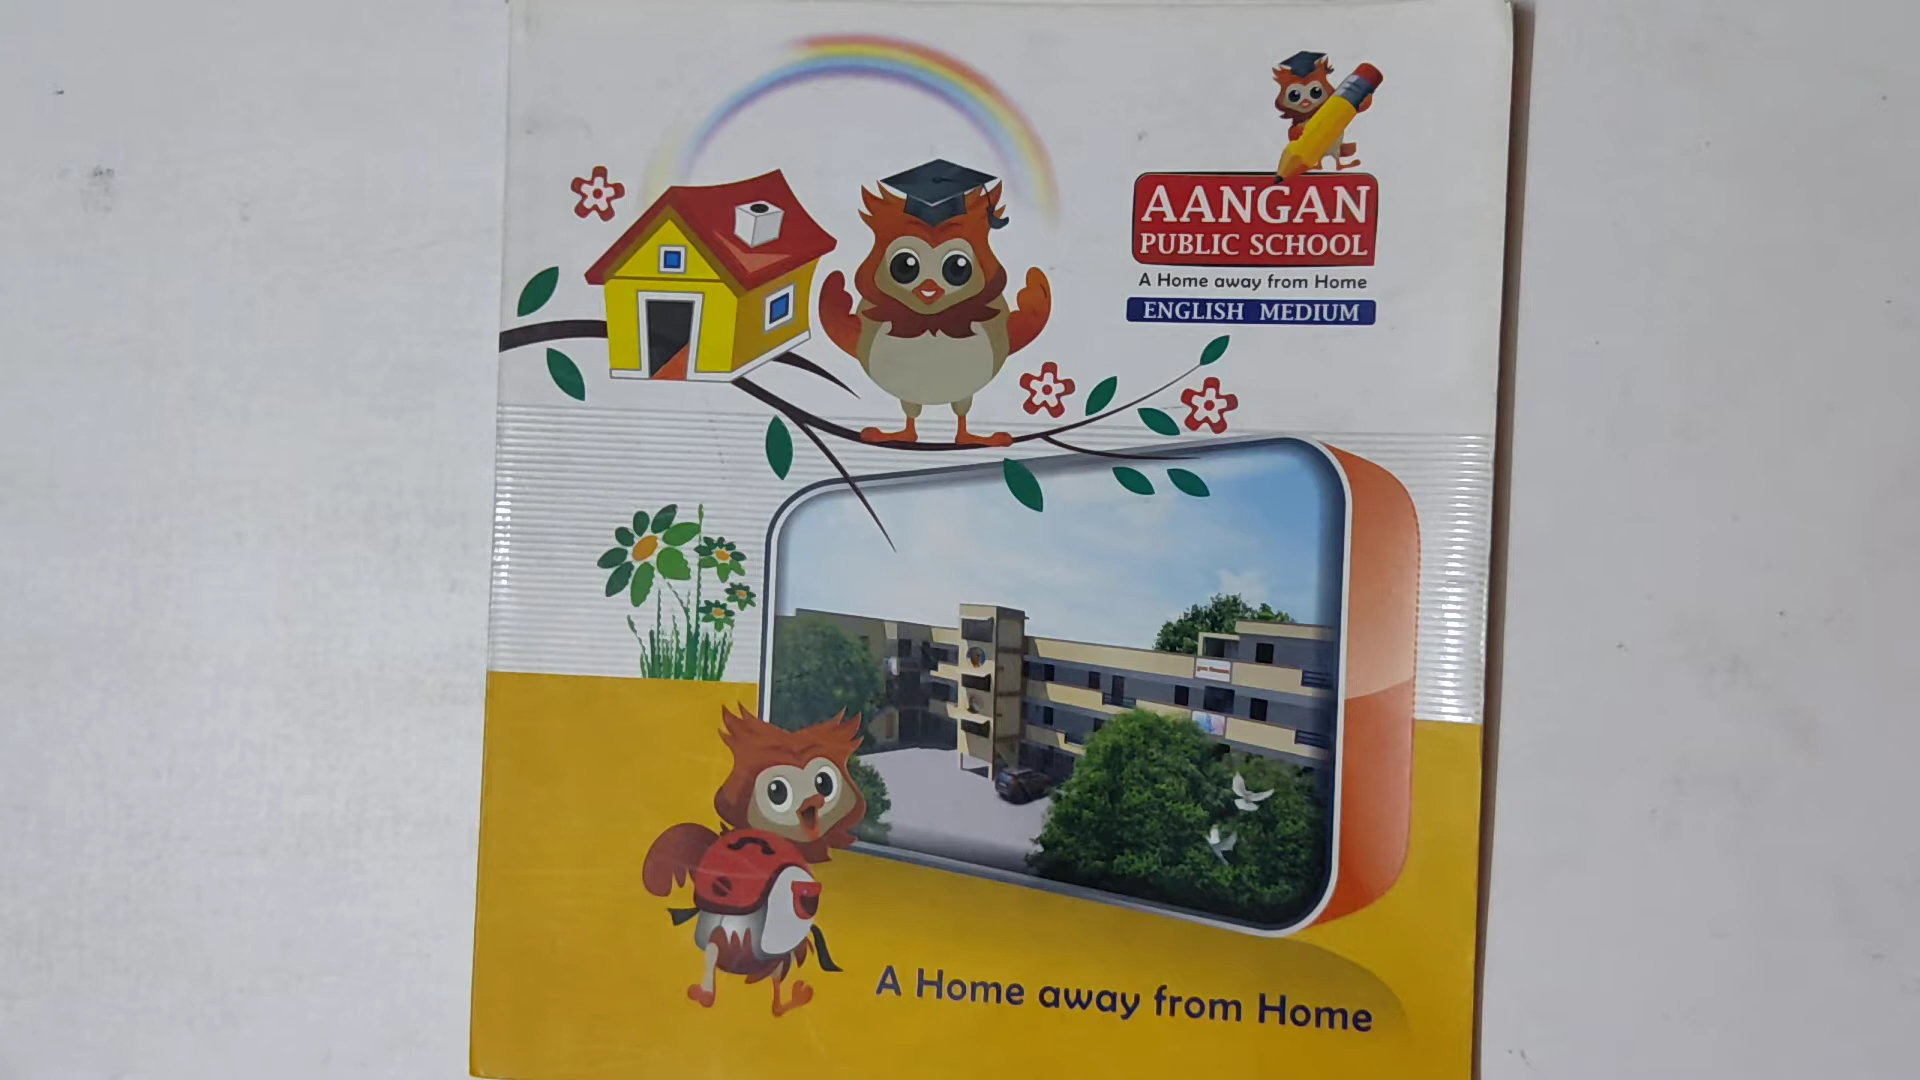 AANGAN
PUBLIC SCHOOL
A Home away from Home
ENGLISH MEDIUM
A Home away from Home